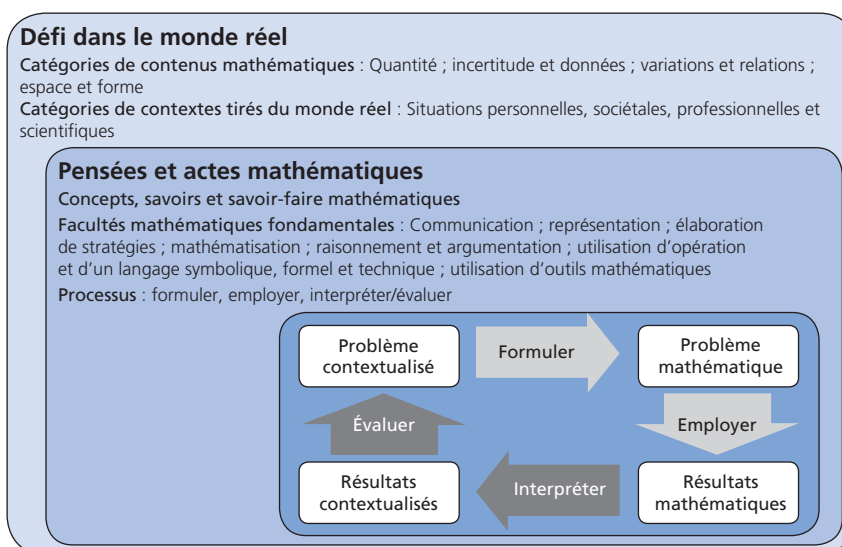 Défi dans le monde réel
Catégories de contenus mathématiques : Quantité ; incertitude et données ; variations et relations ;
espace et forme
Catégories de contextes tirés du monde réel : Situations personnelles, sociétales, professionnelles et
scientifiques
Pensées et actes mathématiques
Concepts, savoirs et savoir-faire mathématiques
Facultés mathématiques fondamentales : Communication ; représentation ; élaboration
de stratégies ; mathématisation ; raisonnement et argumentation ; utilisation d'opération
et d'un langage symbolique, formel et technique ; utilisation d'outils mathématiques
Processus : formuler, employer, interpréter/évaluer
Problème
contextualisé
Formuler
Problème
mathématique
Évaluer
Employer
Résultats
contextualisés
Interpréter
Résultats
mathématiques